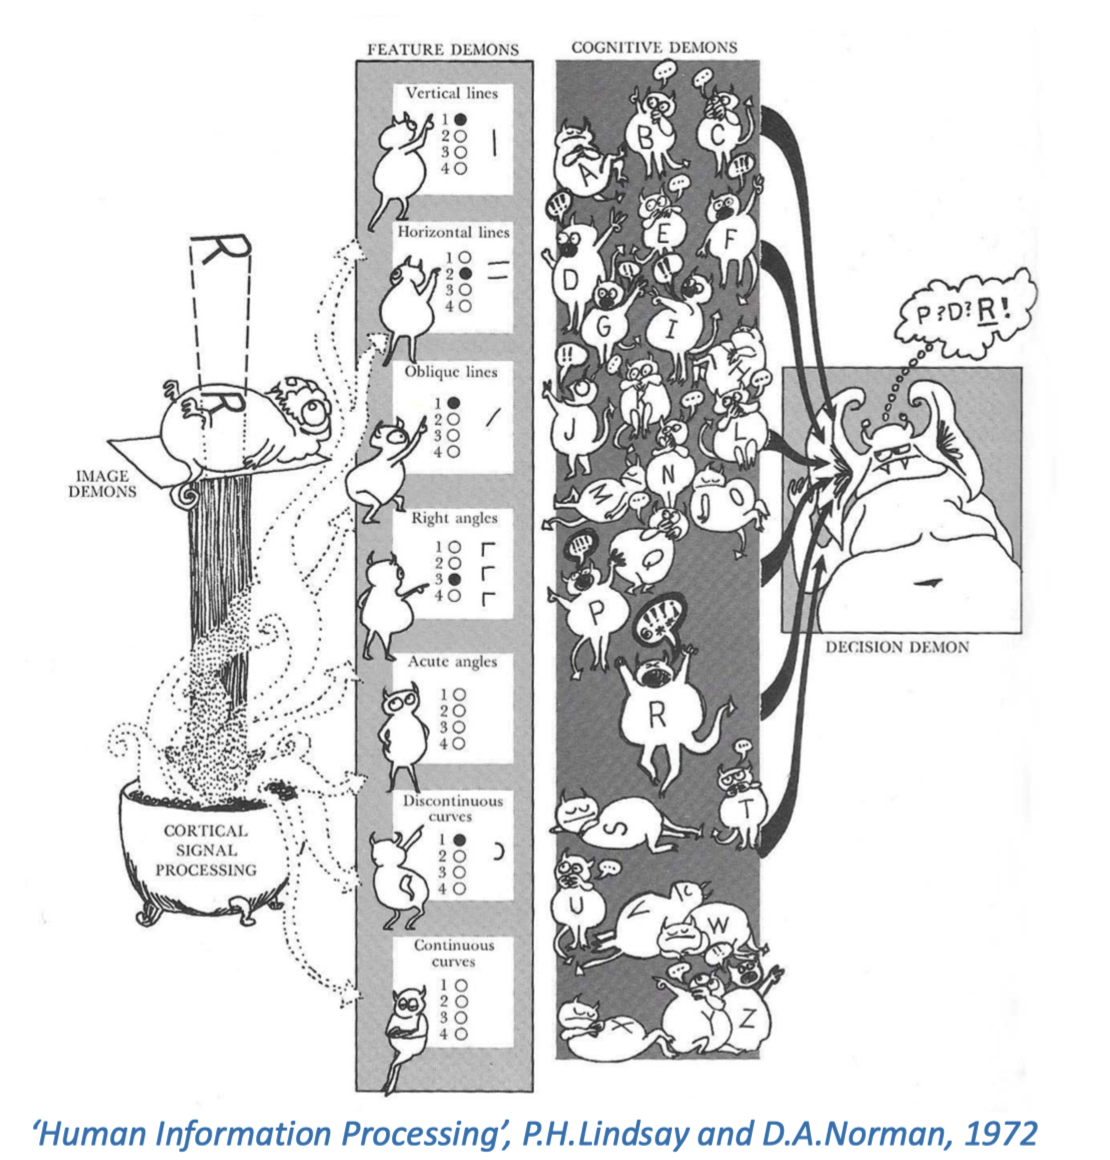 FEATURE DEMONS
COGNITIVE DEMONS
Vertical lines
1
2
3
4
Horizontal lines
1
2
3
4
Oblique lines
1
2
3
4
Right angles
1
2
3
4
Acute angles
1
2
3
4
Discontinuous
curves
1
2
3
4
Continuous
curves
1
2
3
4
R
R
IMAGE
DEMONS
CORTICAL
SIGNAL
PROCESSING
...
...
B
C
A
!!!
...
E
F
!!!
D
!!
!!
G
I
!!
...
K
...
J
L
...
N
M
O
...
Q
!!!
P
!!!!
R
...
T
S
...
U
V
W
...
!!!
X
Y
Z
P?D?R!
DECISION DEMON
‘Human Information Processing’, P.H.Lindsay and D.A.Norman, 1972